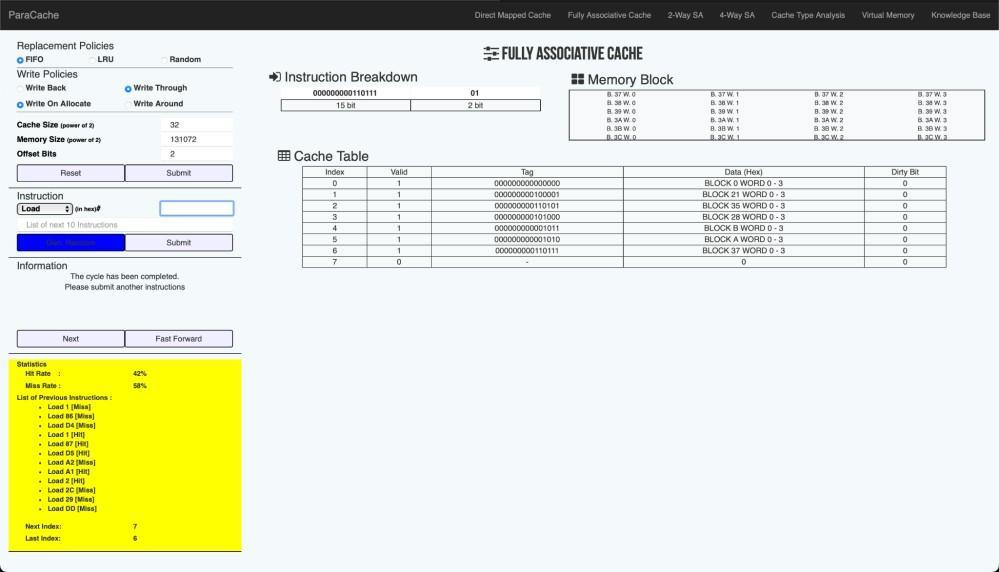 ParaCache
Direct Mapped Cache Fully Associative Cache 2-Way SA 4-Way SA Cache Type Analysis Virtual Memory Knowledge Base
Replacement Policies
FIFO LRU Random
Write Policies
Write Back Write Through
Write On Allocate Write Around
Cache Size (power of 2) 32
Memory Size (power of 2) 131072
Offset Bits 2
Reset Submit
Instruction
Load (in hex)#
List of next 10 Instructions
Gen. Random Submit
Information
The cycle has been completed.
Please submit another instructions
Next Fast Forward
Statistics
Hit Rate : 42%
Miss Rate : 58%
List of Previous Instructions :
Load 1 [Miss]
Load 86 [Miss]
Load D4 [Miss]
Load 1 [Hit]
Load 87 [Hit]
Load D5 [Hit]
Load A2 [Miss]
Load A1 [Hit]
Load 2 [Hit]
Load 2C [Miss]
Load 29 [Miss]
Load DD [Miss]
Next Index: 7
Last Index: 6
FULLY ASSOCIATIVE CACHE
Instruction Breakdown
000000000110111 01
15 bit 2 bit
Memory Block
B. 37 W. 0 B. 37 W. 1 B. 37 W. 2 B. 37 W. 3
B. 38 W. 0 B. 38 W. 1 B. 38 W. 2 B. 38 W. 3
B. 39 W. 0 B. 39 W. 1 B. 39 W. 2 B. 39 W. 3
B. 3A W. 0 B. 3A W. 1 B. 3A W. 2 B. 3A W. 3
B. 3B W. 0 B. 3B W. 1 B. 3B W. 2 B. 3B W. 3
B. 3C W. 0 B. 3C W. 1 B. 3C W. 2 B. 3C W. 3
Cache Table
Index Valid Tag Data (Hex) Dirty Bit
0 1 000000000000000 BLOCK 0 WORD 0 - 3 0
1 1 000000000100001 BLOCK 21 WORD 0 - 3 0
2 1 000000000110101 BLOCK 35 WORD 0 - 3 0
3 1 000000000101000 BLOCK 28 WORD 0 - 3 0
4 1 000000000001011 BLOCK B WORD 0 - 3 0
5 1 000000000001010 BLOCK A WORD 0 - 3 0
6 1 000000000110111 BLOCK 37 WORD 0 - 3 0
7 0 - 0 0